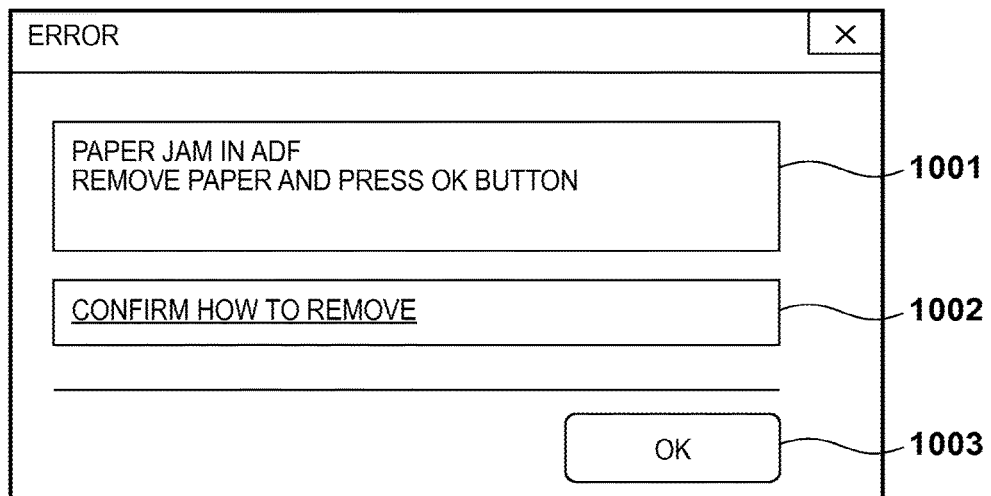 ERROR
×
PAPER JAM IN ADF
REMOVE PAPER AND PRESS OK BUTTON
1001
CONFIRM HOW TO REMOVE
1002
OK
1003